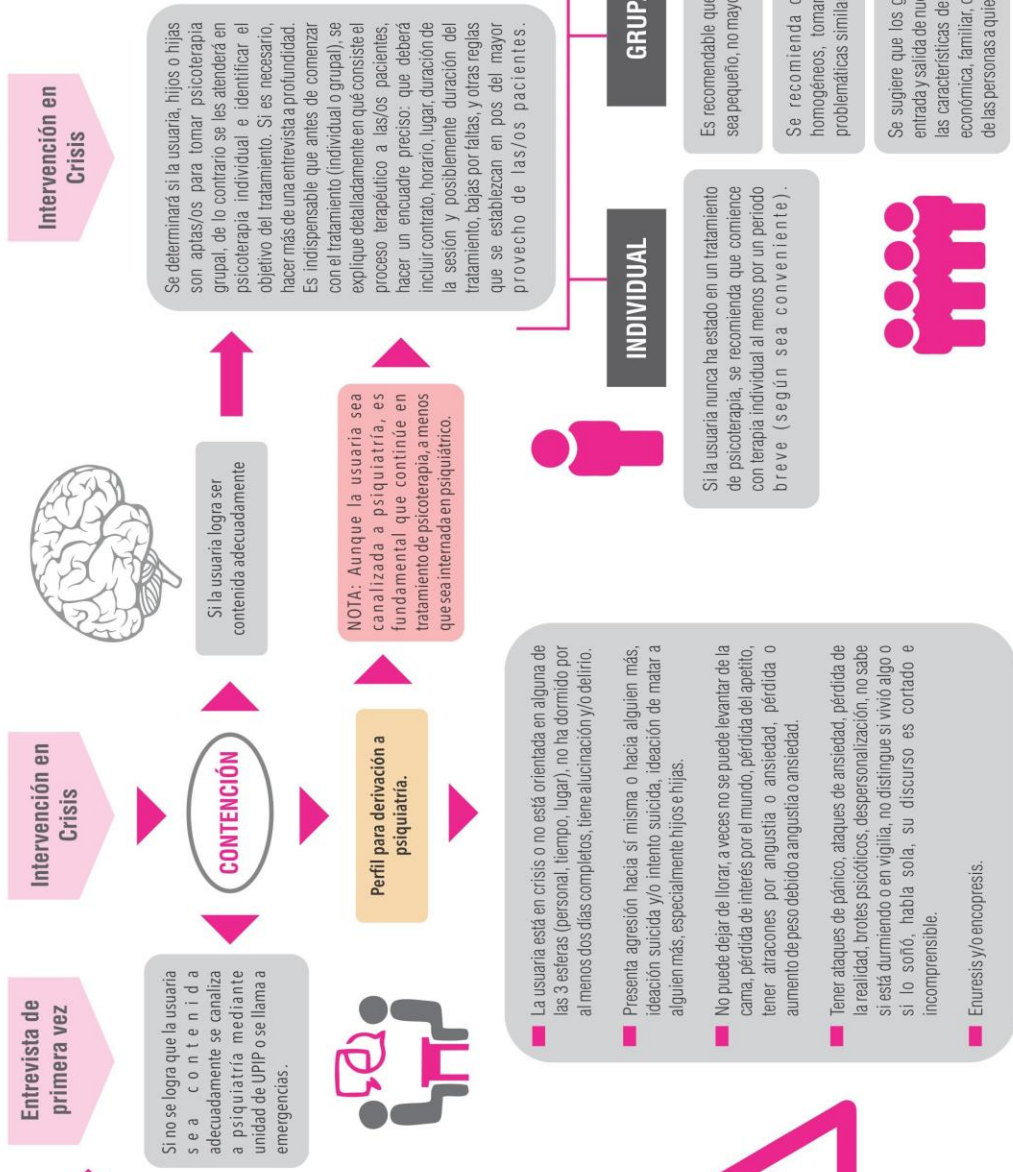 Entrevista de
primera vez
Si no se logra que la usuaria
sea contenida
adecuadamente se canaliza
a psiquiatría mediante
unidad de UPIP o se llama a
emergencias.
Intervención en
Crisis
CONTENCIÓN
Perfil para derivación a
psiquiatría.
La usuaria está en crisis o no está orientada en alguna de
las 3 esferas (personal, tiempo, lugar), no ha dormido por
al menos dos días completos, tiene alucinación y/o delirio.
Presenta agresión hacia sí misma o hacia alguien más,
ideación suicida y/o intento suicida, ideación de matar a
alguien más, especialmente hijos e hijas.
No puede dejar de llorar, a veces no se puede levantar de la
cama, pérdida de interés por el mundo, pérdida del apetito,
tener atracones por angustia o ansiedad, pérdida o
aumento de peso debido a angustia o ansiedad.
Tener ataques de pánico, ataques de ansiedad, pérdida de
la realidad, brotes psicóticos, despersonalización, no sabe
si está durmiendo o en vigilia, no distingue si vivió algo o
si lo soñó, habla sola, su discurso es cortado e
incomprensible.
Enuresis y/o encopresis.
Si la usuaria logra ser
contenida adecuadamente
NOTA: Aunque la usuaria sea
canalizada a psiquiatría, es
fundamental que continúe en
tratamiento de psicoterapia, a menos
que sea internada en psiquiátrico.
Intervención en
Crisis
Se determinará si la usuaria, hijos o hijas
son aptas/os para tomar psicoterapia
grupal, de lo contrario se les atenderá en
psicoterapia individual e identificar el
objetivo del tratamiento. Si es necesario,
hacer más de una entrevista a profundidad.
Es indispensable que antes de comenzar
con el tratamiento (individual o grupal), se
explique detalladamente en qué consiste el
proceso terapéutico a las/os pacientes,
hacer un encuadre preciso: que deberá
incluir contrato, horario, lugar, duración de
la sesión y posiblemente duración del
tratamiento, bajas por faltas, y otras reglas
que se establezcan en pos del mayor
provecho de las/os pacientes.
INDIVIDUAL
Si la usuaria nunca ha estado en un tratamiento
de psicoterapia, se recomienda que comience
con terapia individual al menos por un periodo
breve (según sea conveniente).
GRUP
Es recomendable que
sea pequeño, no mayo
Se recomienda
homogéneos, tomar
problemáticas simila
Se sugiere que los
entrada y salida de nu
las características de
económica, familiar,
de las personas a quie